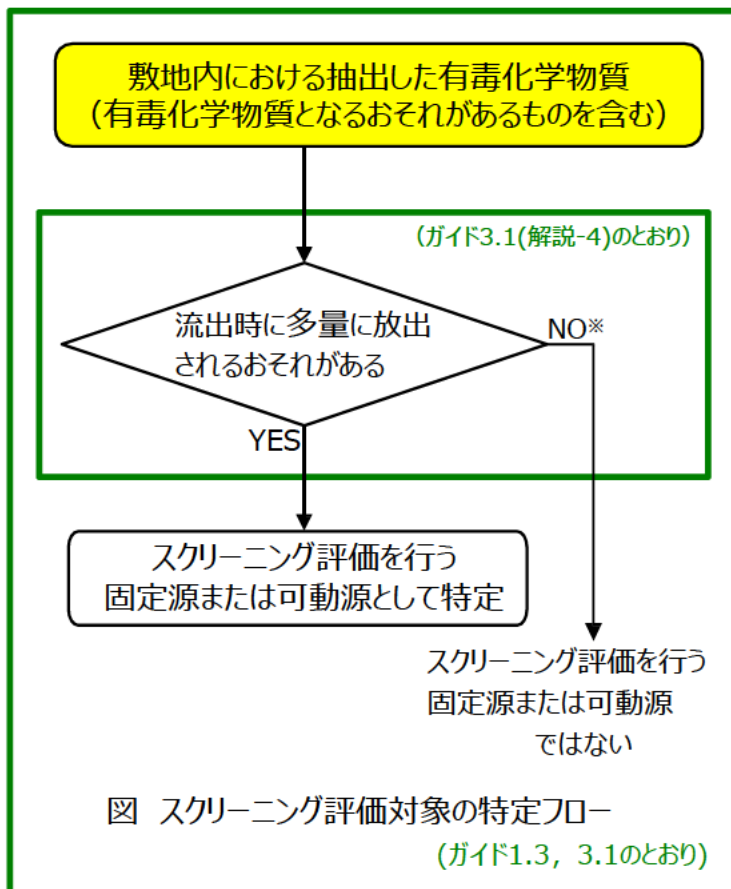 敷地内における抽出した有毒化学物質
（有毒化学物質となるおそれがあるものを含む）
（ガイド3.1(解説-4)のとおり）
流出時に多量に放出
されるおそれがある
NO※
YES
スクリーニング評価を行う
固定源または可動源として特定
スクリーニング評価を行う
固定源または可動源
ではない
図 スクリーニング評価対象の特定フロー
(ガイド1.3，3.1のとおり)